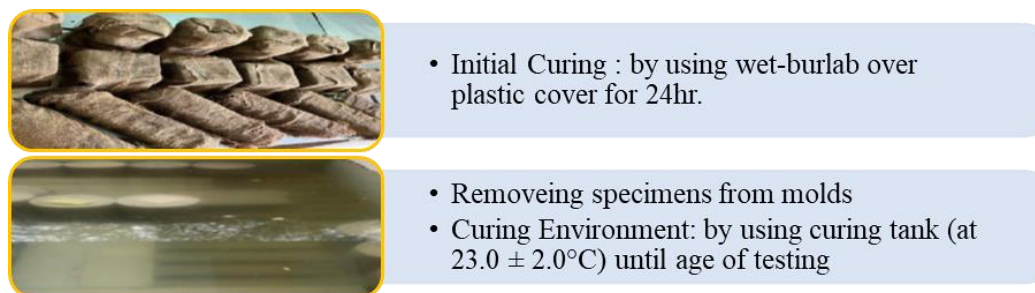 • Initial Curing : by using wet-burlab over
plastic cover for 24hr.
• Removeing specimens from molds
• Curing Environment: by using curing tank (at
23.0 ± 2.0°C) until age of testing